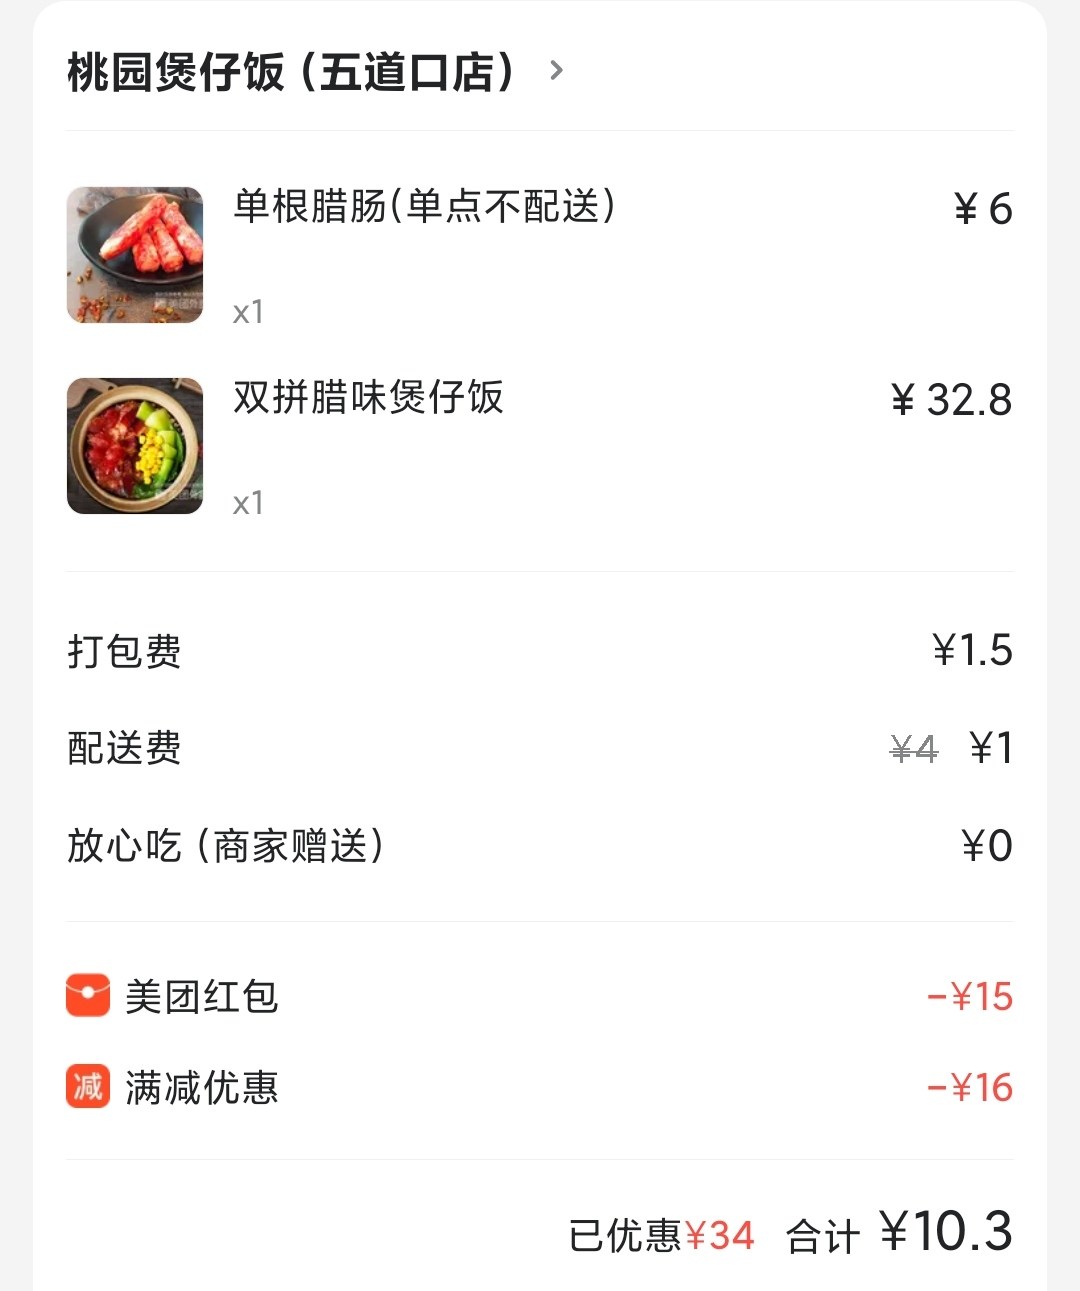 桃园煲仔饭（五道口店）
单根腊肠(单点不配送)
¥ 6
x1
双拼腊味煲仔饭
¥ 32.8
x1
打包费
¥1.5
配送费
¥4 ¥1
放心吃（商家赠送）
¥0
美团红包
-¥15
减 满减优惠
-¥16
已优惠¥34 合计 ¥10.3